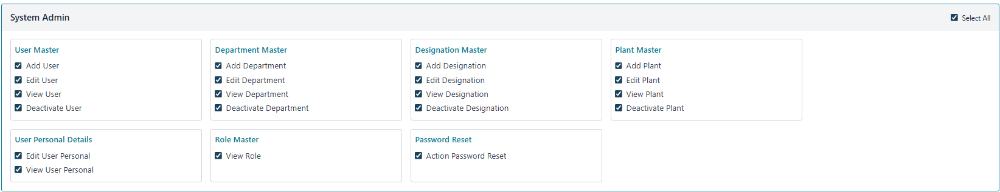 System Admin
Select All
User Master
Add User
Edit User
View User
Deactivate User
Department Master
Add Department
Edit Department
View Department
Deactivate Department
Designation Master
Add Designation
Edit Designation
View Designation
Deactivate Designation
Plant Master
Add Plant
Edit Plant
View Plant
Deactivate Plant
User Personal Details
Edit User Personal
View User Personal
Role Master
View Role
Password Reset
Action Password Reset